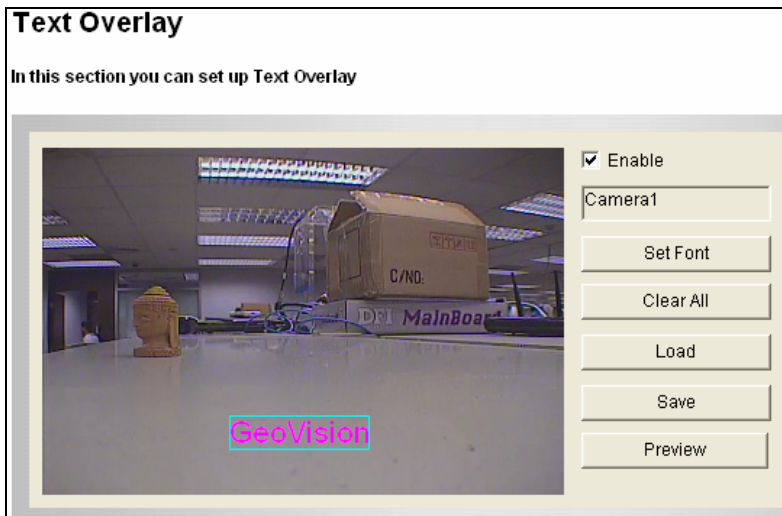 Text Overlay
In this section you can set up Text Overlay
Enable
Camera1
Set Font
Clear All
Load
Save
Preview
C/NO:
DFI MainBoard
GeoVision